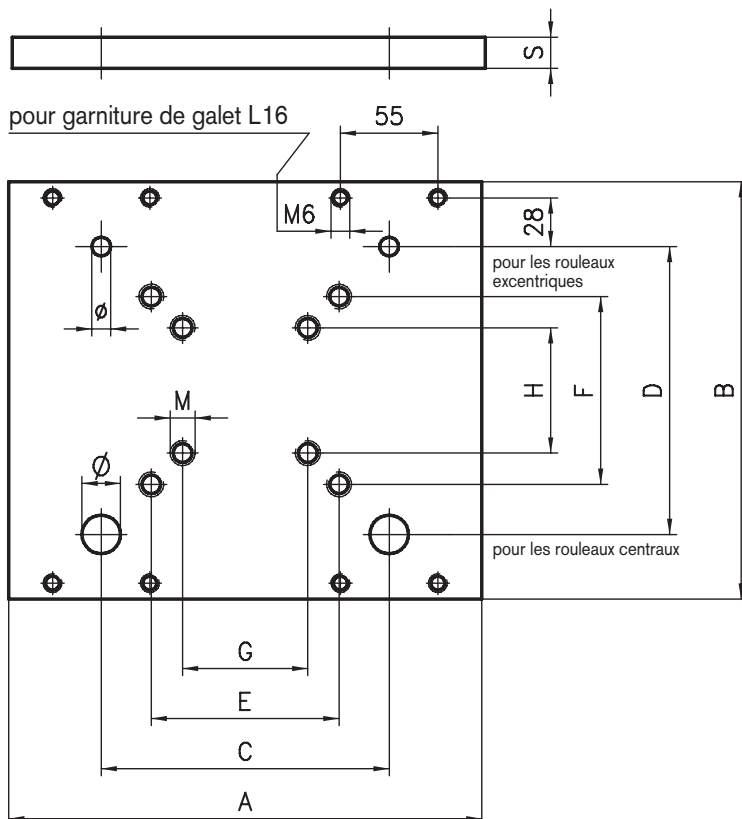 S
pour garniture de galet L16
55
M6
28
pour les rouleaux
excentriques
ø
M
H
F
D
B
Ø
pour les rouleaux centraux
G
E
C
A